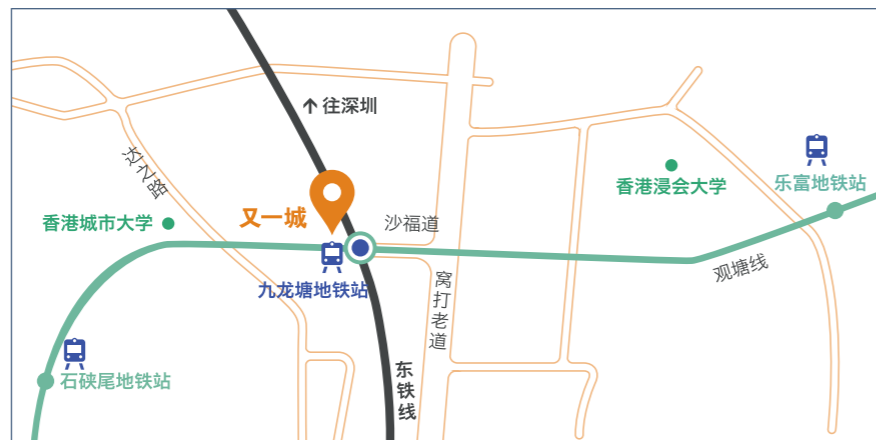 往深圳
达之路
香港浸会大学
乐富地铁站
香港城市大学
又一城
沙福道
九龙塘地铁站
窝打老道
观塘线
石硖尾地铁站
东铁线